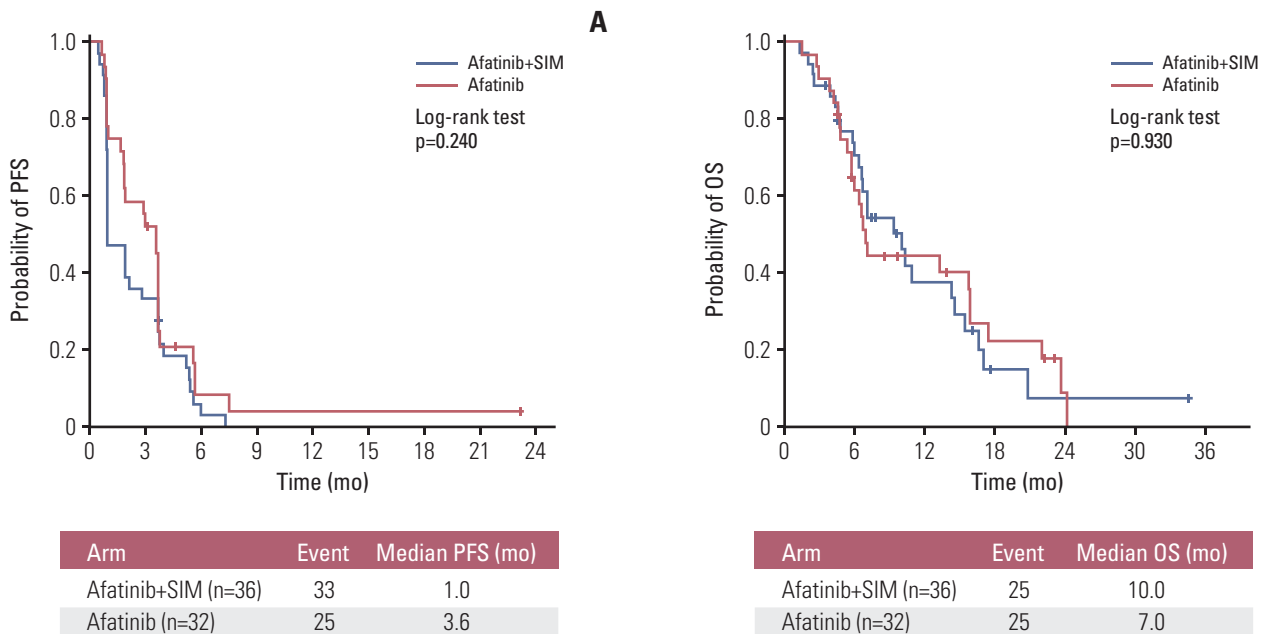 A
1.0
0.8
0.6
0.4
0.2
0
Probability of PFS
Afatinib+SIM
Afatinib
Log-rank test
p=0.240
0 3 6 9 12 15 18 21 24
Time (mo)
Arm Event Median PFS (mo)
Afatinib+SIM (n=36) 33 1.0
Afatinib (n=32) 25 3.6
1.0
0.8
0.6
0.4
0.2
0
Probability of OS
Afatinib+SIM
Afatinib
Log-rank test
p=0.930
0 6 12 18 24 30 36
Time (mo)
Arm Event Median OS (mo)
Afatinib+SIM (n=36) 25 10.0
Afatinib (n=32) 25 7.0